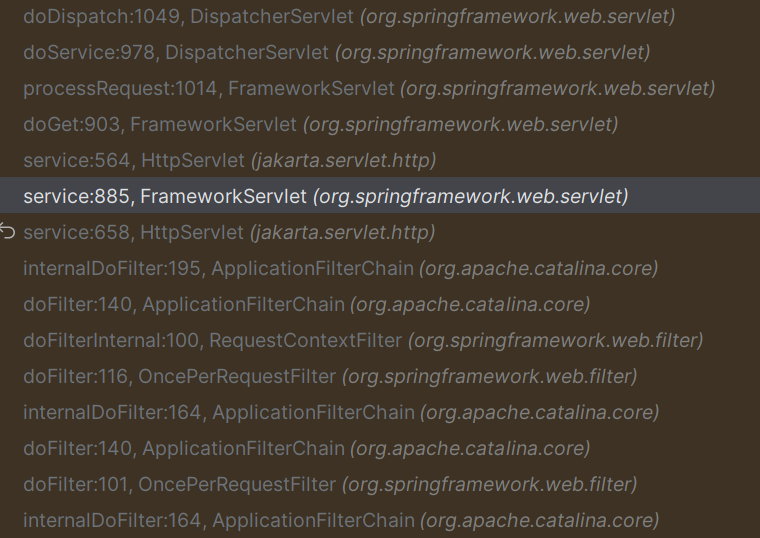 doDispatch:1049, DispatcherServlet (org.springframework.web.servlet)
doService:978, DispatcherServlet (org.springframework.web.servlet)
processRequest:1014, FrameworkServlet (org.springframework.web.servlet)
doGet:903, FrameworkServlet (org.springframework.web.servlet)
service:564, HttpServlet (jakarta.servlet.http)
service:885, FrameworkServlet (org.springframework.web.servlet)
service:658, HttpServlet (jakarta.servlet.http)
internalDoFilter:195, ApplicationFilterChain (org.apache.catalina.core)
doFilter:140, ApplicationFilterChain (org.apache.catalina.core)
doFilterInternal:100, RequestContextFilter (org.springframework.web.filter)
doFilter:116, OncePerRequestFilter (org.springframework.web.filter)
internalDoFilter:164, ApplicationFilterChain (org.apache.catalina.core)
doFilter:140, ApplicationFilterChain (org.apache.catalina.core)
doFilter:101, OncePerRequestFilter (org.springframework.web.filter)
internalDoFilter:164, ApplicationFilterChain (org.apache.catalina.core)